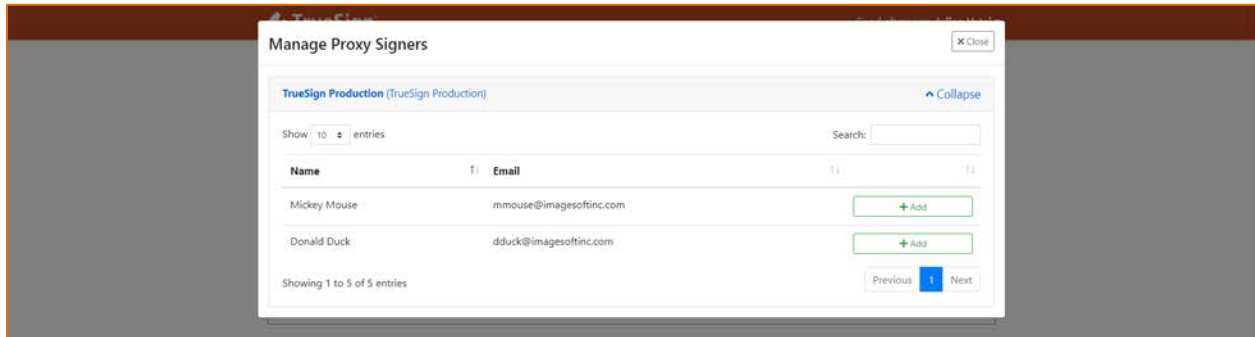 TrueSign
Manage Proxy Signers
Close
TrueSign Production (TrueSign Production)
Collapse
Show 10 entries
Search:
Name Email
Mickey Mouse mmouse@imagesoftinc.com + Add
Donald Duck dduck@imagesoftinc.com + Add
Showing 1 to 5 of 5 entries
Previous 1 Next